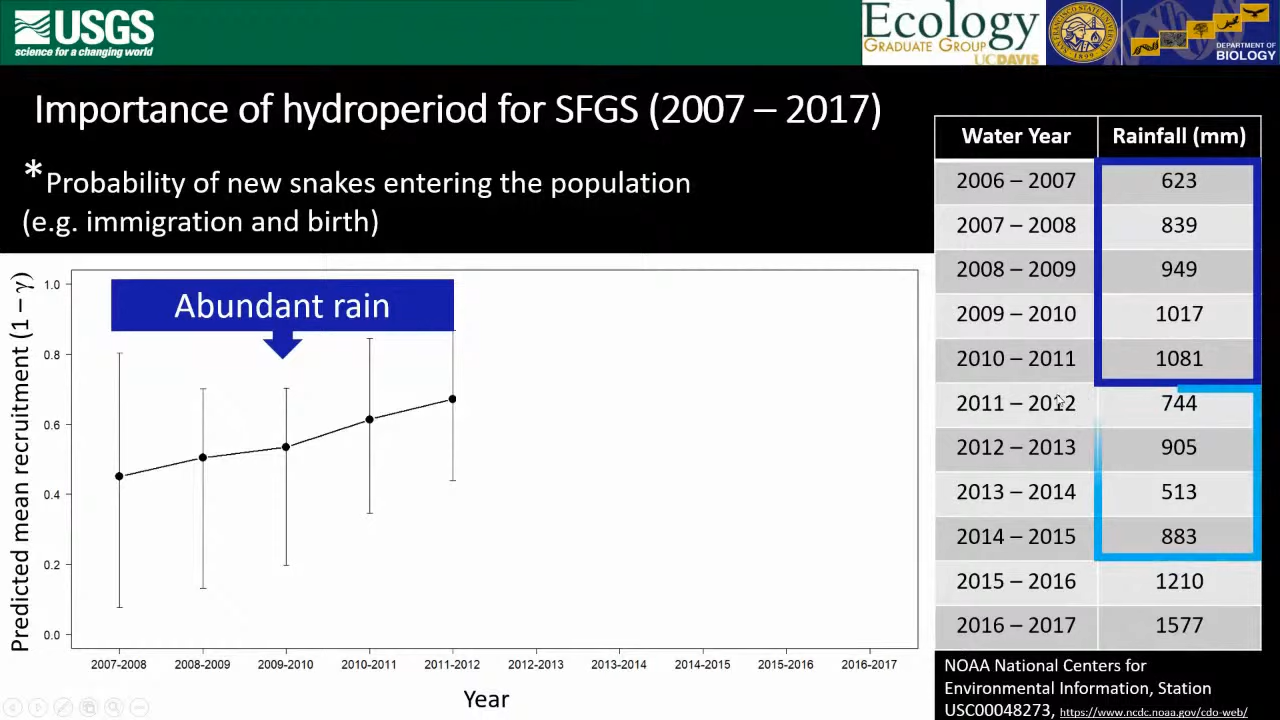 USGS
science for a changing world
Ecology
GRADUATE GROUP
UC DAVIS
1899
DEPARTMENT OF
BIOLOGY
Importance of hydroperiod for SFGS (2007 – 2017)
*Probability of new snakes entering the population
(e.g. immigration and birth)
Abundant rain
Predicted mean recruitment (1 – γ)
1.0
0.8
0.6
0.4
0.2
0.0
2007-2008 2008-2009 2009-2010 2010-2011 2011-2012 2012-2013 2013-2014 2014-2015 2015-2016 2016-2017
Year
Water Year Rainfall (mm)
2006 – 2007 623
2007 – 2008 839
2008 – 2009 949
2009 – 2010 1017
2010 – 2011 1081
2011 – 2012 744
2012 – 2013 905
2013 – 2014 513
2014 – 2015 883
2015 – 2016 1210
2016 – 2017 1577
NOAA National Centers for
Environmental Information, Station
USC00048273, https://www.ncdc.noaa.gov/cdo-web/